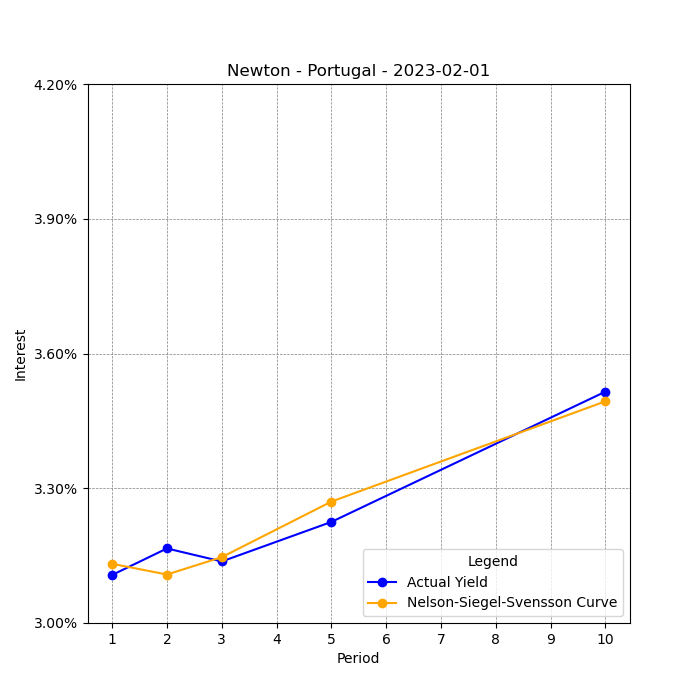 Newton - Portugal - 2023-02-01
4.20%
3.90%
3.60%
3.30%
3.00%
Interest
1 2 3 4 5 6 7 8 9 10
Period
Legend
Actual Yield
Nelson-Siegel-Svensson Curve